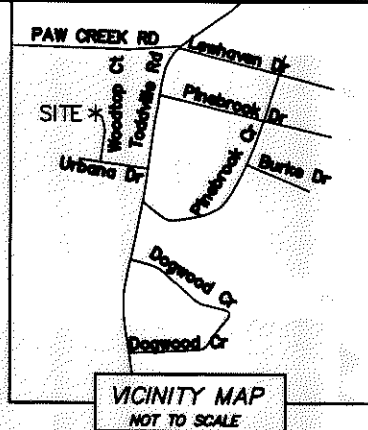 PAW CREEK RD
Lawhaven Dr
Woodtop Ct
Toddville Rd
Pinebrook Dr
SITE *
Urbana Dr
Pinebrook Cr
Burke Dr
Dogwood Cr
Dogwood Cr
VICINITY MAP
NOT TO SCALE